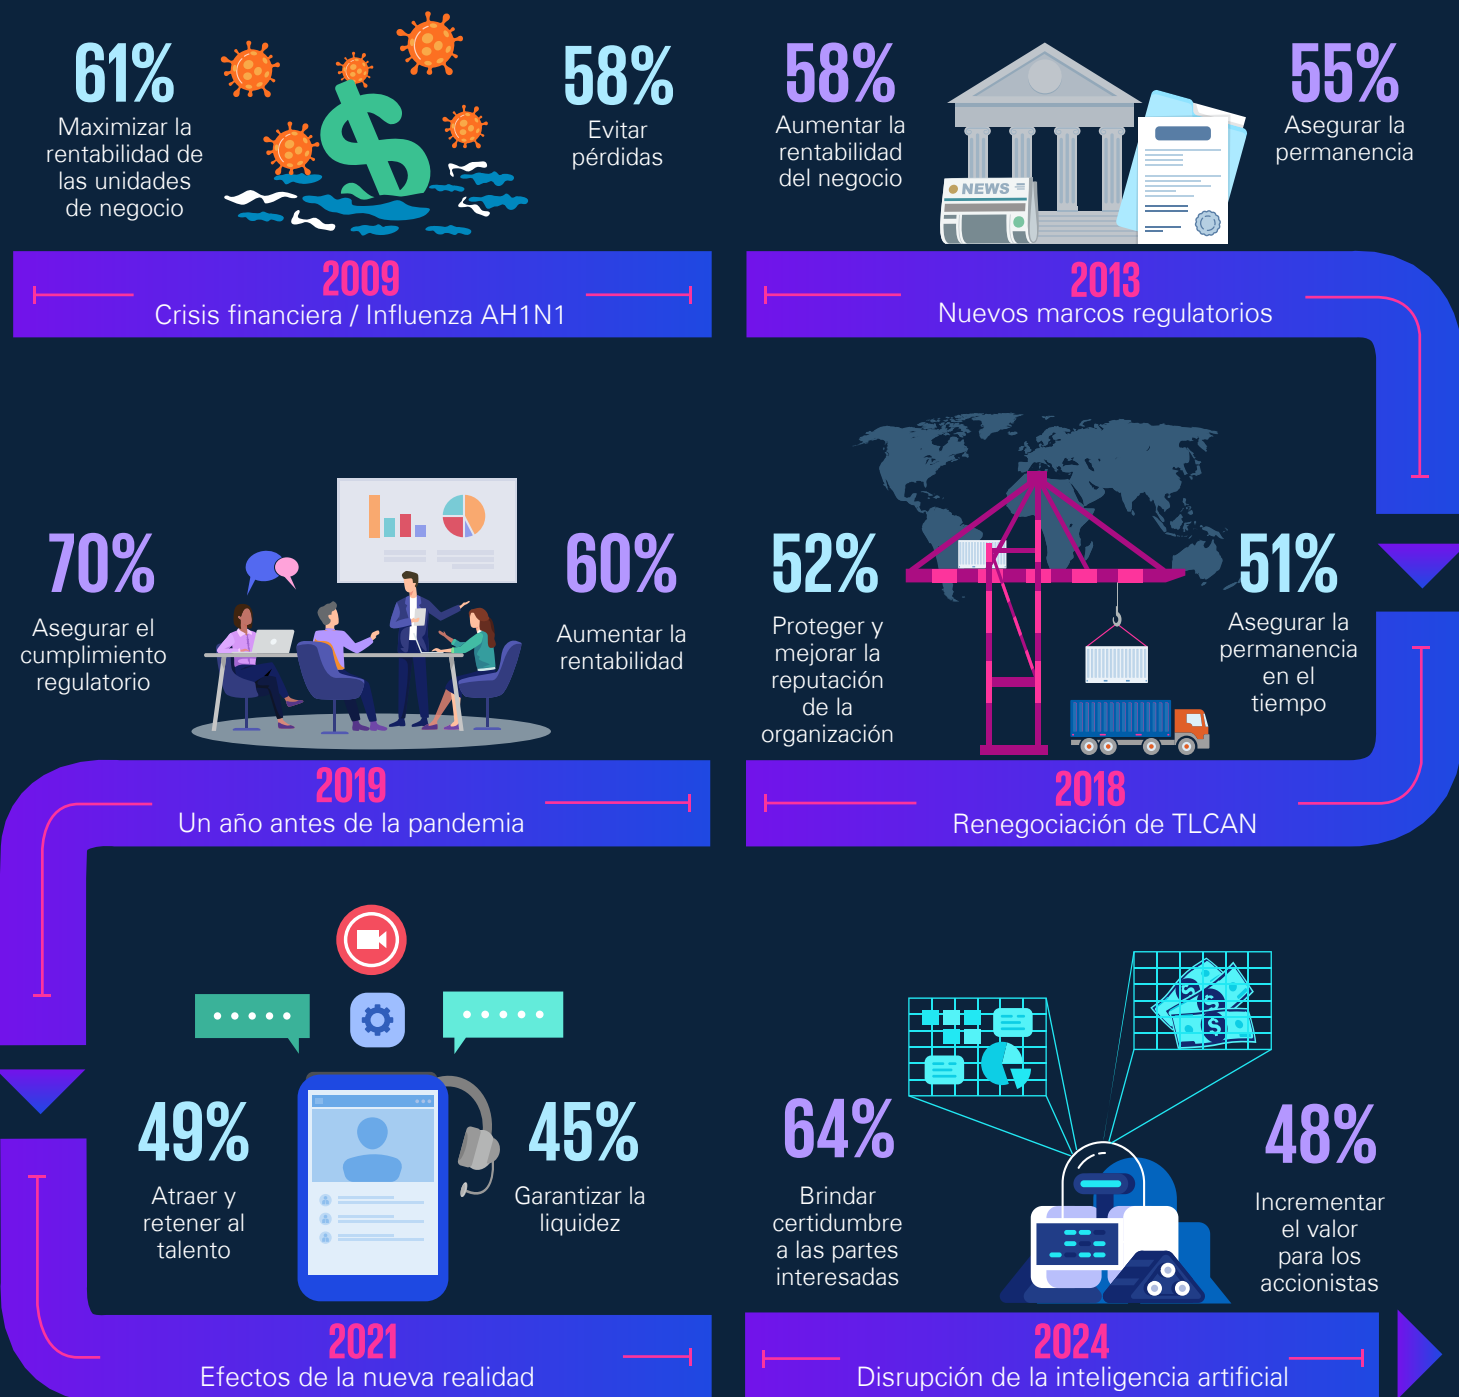 61%
Maximizar la
rentabilidad de
las unidades
de negocio
58%
Evitar
pérdidas
2009
Crisis financiera / Influenza AH1N1
58%
Aumentar la
rentabilidad
del negocio
NEWS
55%
Asegurar la
permanencia
2013
Nuevos marcos regulatorios
52%
Proteger y
mejorar la
reputación
de la
organización
51%
Asegurar la
permanencia
en el
tiempo
2018
Renegociación de TLCAN
70%
Asegurar el
cumplimiento
regulatorio
60%
Aumentar la
rentabilidad
2019
Un año antes de la pandemia
49%
Atraer y
retener al
talento
45%
Garantizar la
liquidez
2021
Efectos de la nueva realidad
64%
Brindar
certidumbre
a las partes
interesadas
48%
Incrementar
el valor
para los
accionistas
2024
Disrupción de la inteligencia artificial